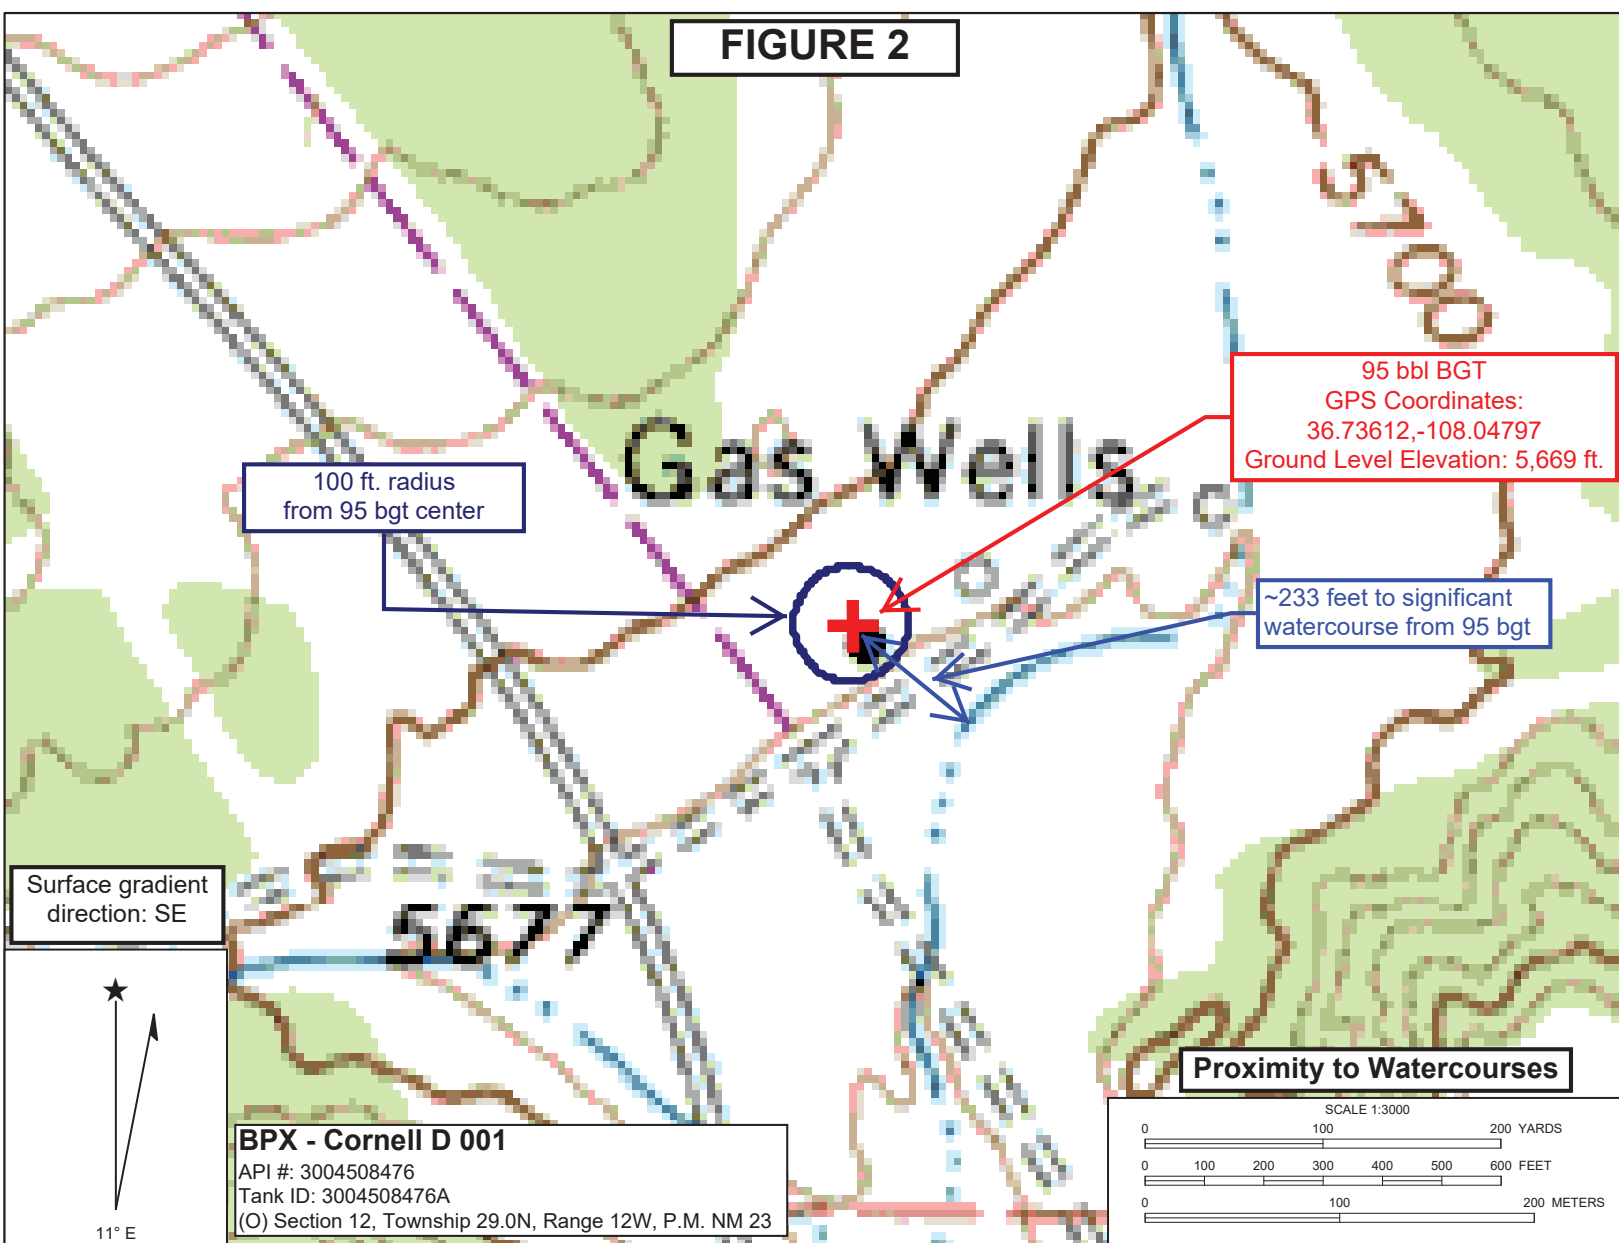 FIGURE 2
5700
95 bbl BGT
GPS Coordinates:
36.73612,-108.04797
Ground Level Elevation: 5,669 ft.
Gas Wells
100 ft. radius
from 95 bgt center
~233 feet to significant
watercourse from 95 bgt
Surface gradient
direction: SE
5677
11° E
BPX - Cornell D 001
API #: 3004508476
Tank ID: 3004508476A
(O) Section 12, Township 29.0N, Range 12W, P.M. NM 23
Proximity to Watercourses
SCALE 1:3000
0 100 200 YARDS
0 100 200 300 400 500 600 FEET
0 100 200 METERS